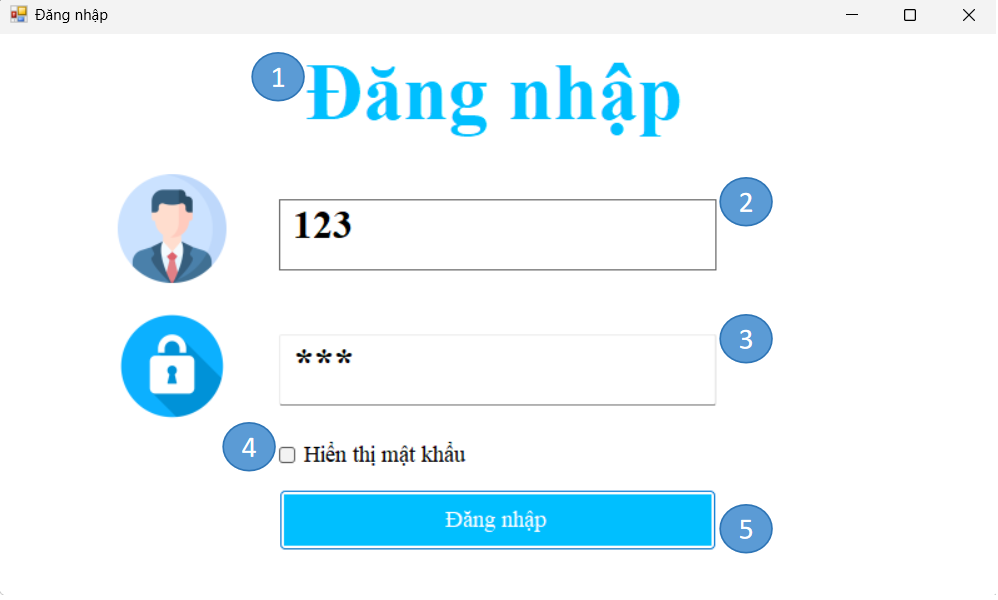 Đăng nhập
1 Đăng nhập
123 2
*** 3
4 Hiển thị mật khẩu
Đăng nhập 5